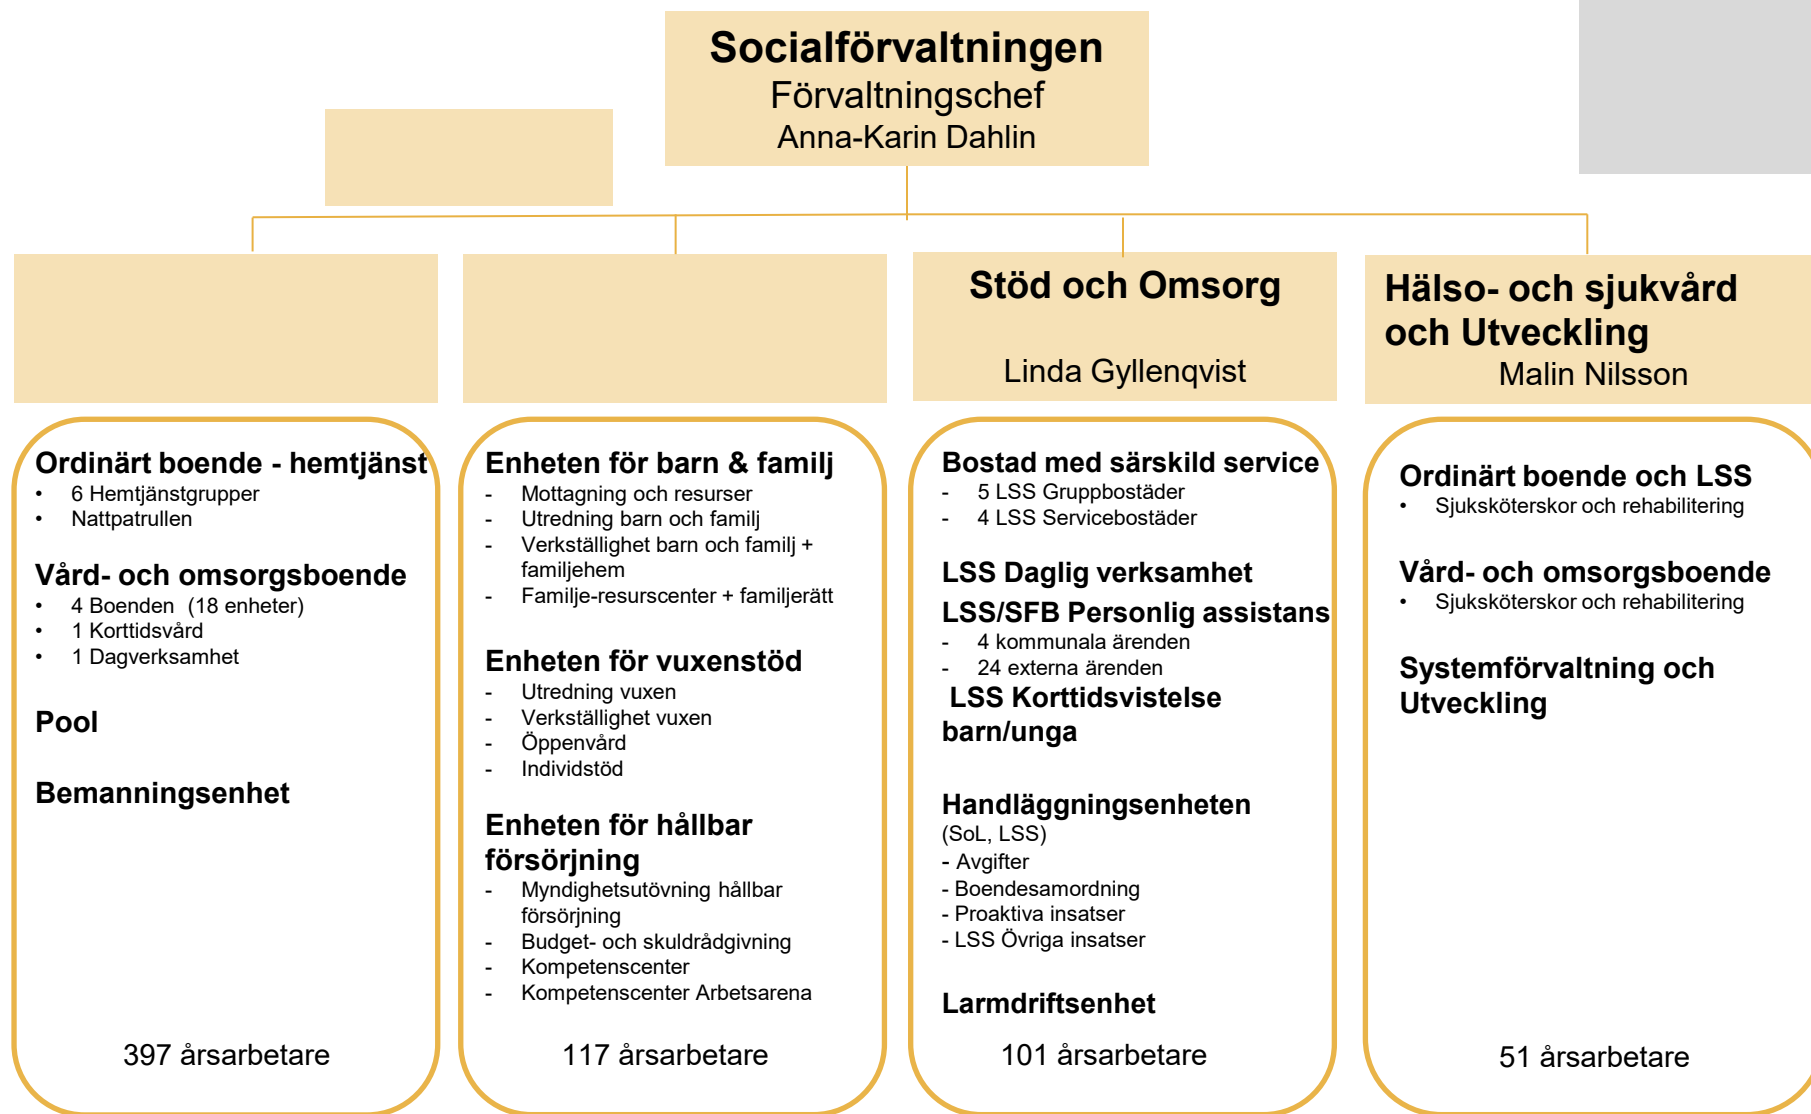 Socialförvaltningen
Förvaltningschef
Anna-Karin Dahlin
Stöd och Omsorg
Linda Gyllenqvist
Hälso- och sjukvård
och Utveckling
Malin Nilsson
Ordinärt boende - hemtjänst
• 6 Hemtjänstgrupper
• Nattpatrullen
Vård- och omsorgsboende
• 4 Boenden (18 enheter)
• 1 Korttidsvård
• 1 Dagverksamhet
Pool
Bemanningsenhet
397 årsarbetare
Enheten för barn & familj
- Mottagning och resurser
- Utredning barn och familj
- Verkställighet barn och familj +
familjehem
- Familje-resurscenter + familjerätt
Enheten för vuxenstöd
- Utredning vuxen
- Verkställighet vuxen
- Öppenvård
- Individstöd
Enheten för hållbar
försörjning
- Myndighetsutövning hållbar
försörjning
- Budget- och skuldrådgivning
- Kompetenscenter
- Kompetenscenter Arbetsarena
117 årsarbetare
Bostad med särskild service
- 5 LSS Gruppbostäder
- 4 LSS Servicebostäder
LSS Daglig verksamhet
LSS/SFB Personlig assistans
- 4 kommunala ärenden
- 24 externa ärenden
LSS Korttidsvistelse
barn/unga
Handläggningsenheten
(SoL, LSS)
- Avgifter
- Boendesamordning
- Proaktiva insatser
- LSS Övriga insatser
Larmdriftsenhet
101 årsarbetare
Ordinärt boende och LSS
• Sjuksköterskor och rehabilitering
Vård- och omsorgsboende
• Sjuksköterskor och rehabilitering
Systemförvaltning och
Utveckling
51 årsarbetare